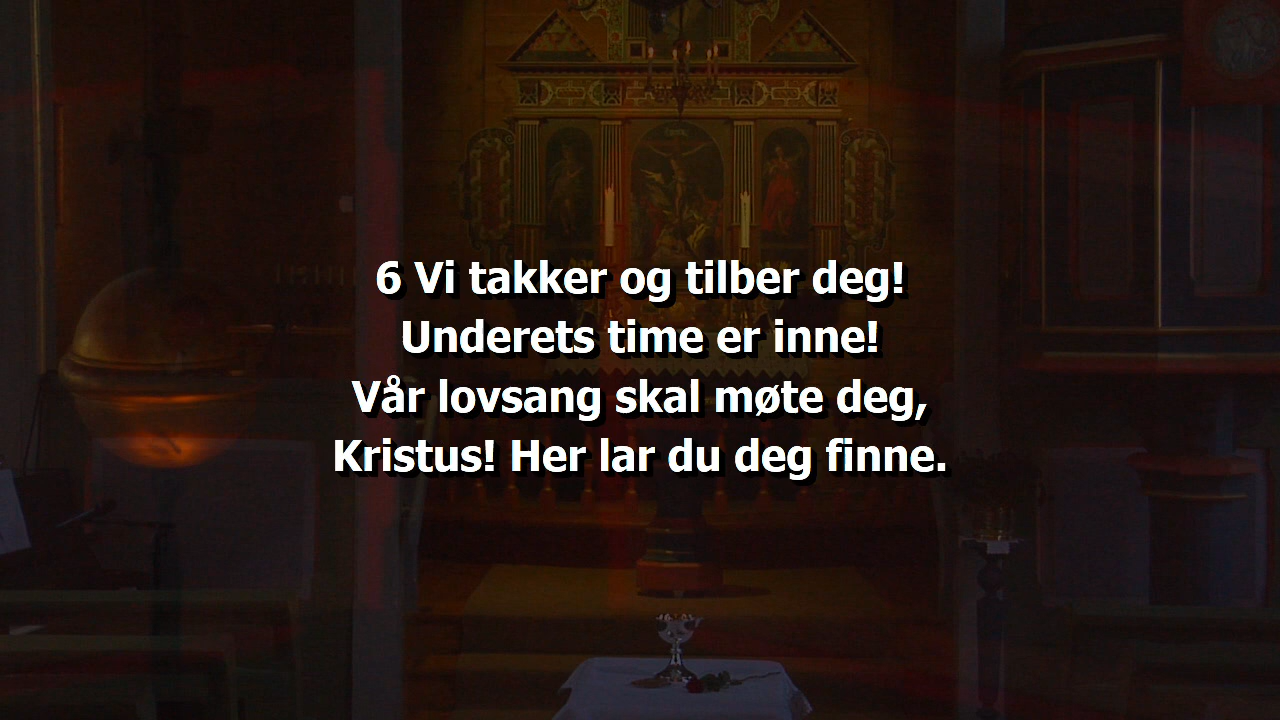 6 Vi takker og tilber deg!
Underets time er inne!
Vår lovsang skal møte deg,
Kristus! Her lar du deg finne.